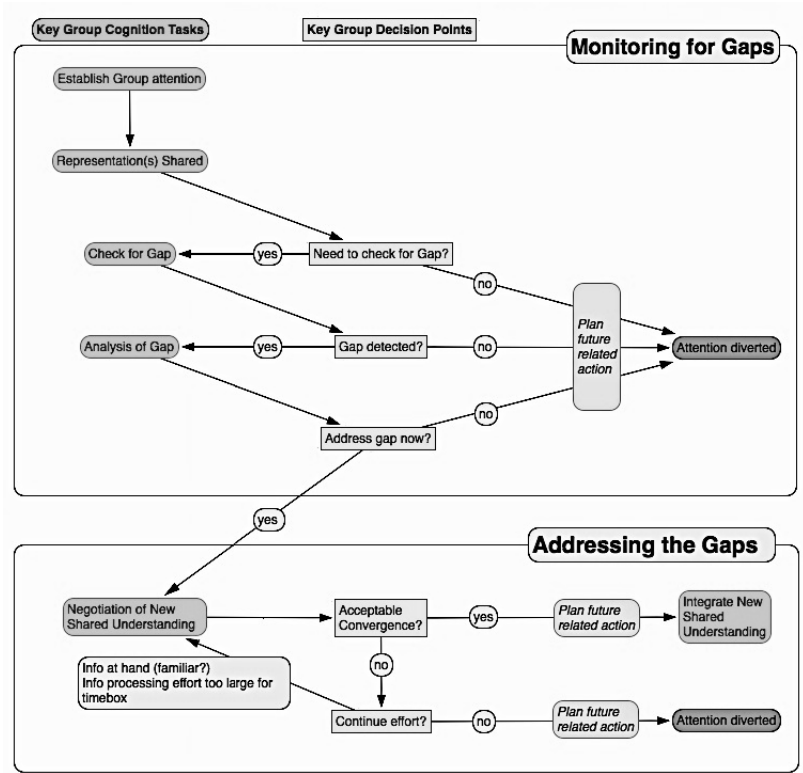 Key Group Cognition Tasks
Key Group Decision Points
Monitoring for Gaps
Establish Group attention
Representation(s) Shared
Check for Gap
yes
Need to check for Gap?
no
Plan
future
related
action
Analysis of Gap
yes
Gap detected?
no
Attention diverted
no
Address gap now?
yes
Addressing the Gaps
Negotiation of New
Shared Understanding
Acceptable
Convergence?
yes
Plan future
related action
Integrate New
Shared
Understanding
no
Info at hand (familiar?)
Info processing effort too large for
timebox
Continue effort?
no
Plan future
related action
Attention diverted